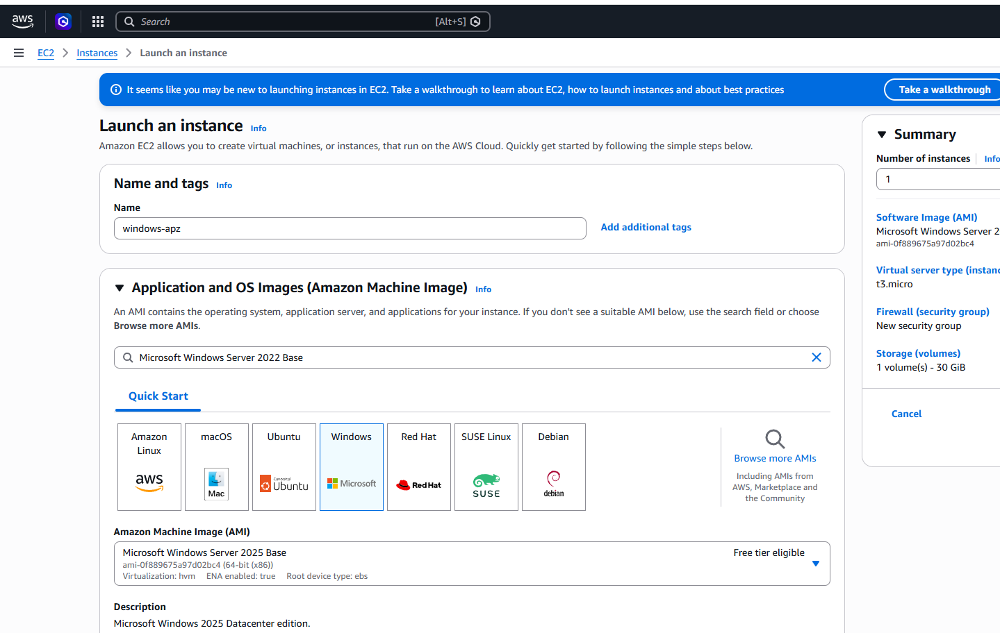 aws
Search [Alt+S]
EC2 Instances Launch an instance
It seems like you may be new to launching instances in EC2. Take a walkthrough to learn about EC2, how to launch instances and about best practices
Take a walkthrough
Launch an instance Info
Amazon EC2 allows you to create virtual machines, or instances, that run on the AWS Cloud. Quickly get started by following the simple steps below.
Name and tags Info
Name
windows-apz
Add additional tags
Application and OS Images (Amazon Machine Image) Info
An AMI contains the operating system, application server, and applications for your instance. If you don't see a suitable AMI below, use the search field or choose
Browse more AMIs.
Microsoft Windows Server 2022 Base
Quick Start
Amazon
Linux
aws
macOS
Mac
Ubuntu
Canonical
Ubuntu
Windows
Microsoft
Red Hat
Red Hat
SUSE Linux
SUSE
Debian
debian
Browse more AMIs
Including AMIs from
AWS, Marketplace and
the Community
Amazon Machine Image (AMI)
Microsoft Windows Server 2025 Base Free tier eligible
ami-0f889675a97d02bc4 (64-bit (x86))
Virtualization: hvm ENA enabled: true Root device type: ebs
Description
Microsoft Windows 2025 Datacenter edition.
Summary
Number of instances Info
1
Software Image (AMI)
Microsoft Windows Server 2
ami-0f889675a97d02bc4
Virtual server type (instanc
t3.micro
Firewall (security group)
New security group
Storage (volumes)
1 volume(s) - 30 GiB
Cancel